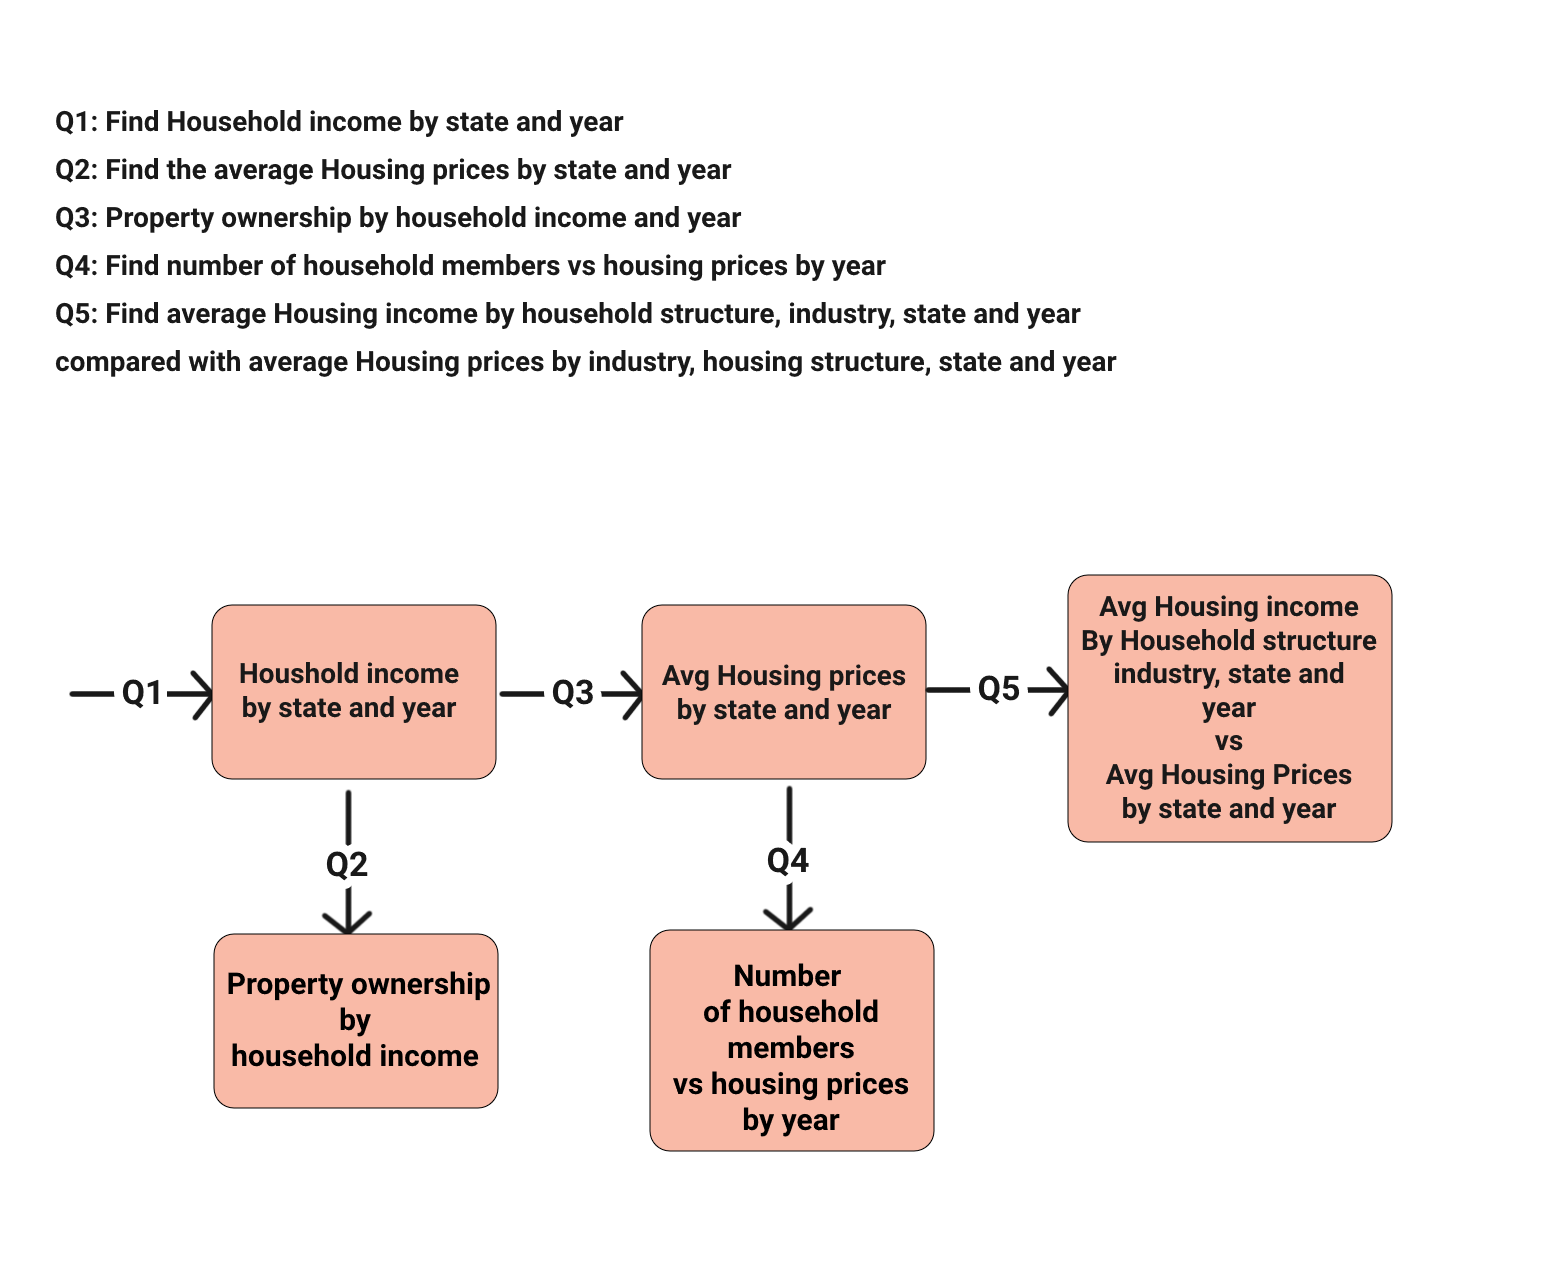 Q1: Find Household income by state and year
Q2: Find the average Housing prices by state and year
Q3: Property ownership by household income and year
Q4: Find number of household members vs housing prices by year
Q5: Find average Housing income by household structure, industry, state and year
compared with average Housing prices by industry, housing structure, state and year
Q1
Houshold income
by state and year
Q3
Avg Housing prices
by state and year
Q5
Avg Housing income
By Household structure
industry, state and
year
vs
Avg Housing Prices
by state and year
Q2
Q4
Property ownership
by
household income
Number
of household
members
vs housing prices
by year